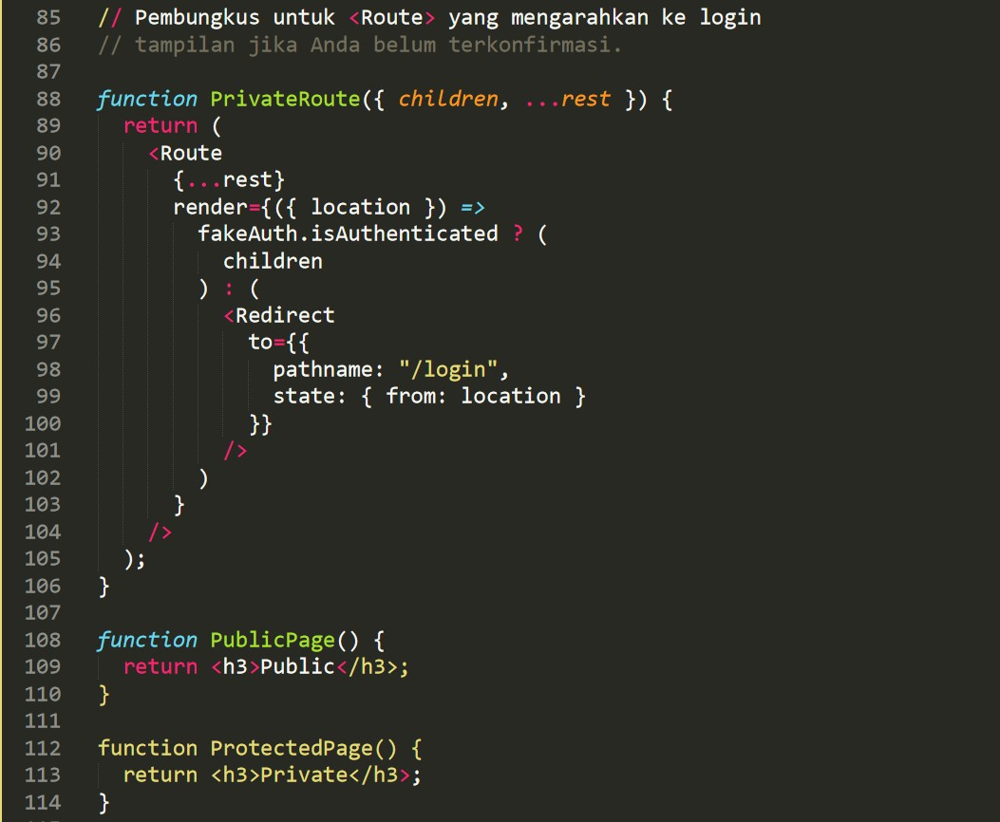 85 // Pembungkus untuk <Route> yang mengarahkan ke login
86 // tampilan jika Anda belum terkonfirmasi.
87
88 function PrivateRoute({ children, ...rest }) {
89   return (
90     <Route
91       {...rest}
92       render={({ location }) =>
93         fakeAuth.isAuthenticated ? (
94           children
95         ) : (
96           <Redirect
97             to={{
98               pathname: "/login",
99               state: { from: location }
100             }}
101           />
102         )
103       }
104     />
105   );
106 }
107
108 function PublicPage() {
109   return <h3>Public</h3>;
110 }
111
112 function ProtectedPage() {
113   return <h3>Private</h3>;
114 }